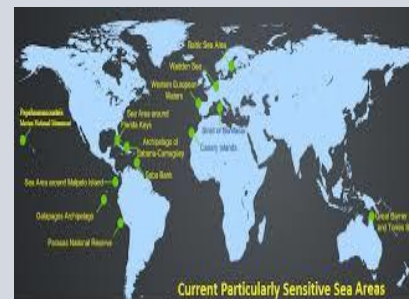 Baltic Sea Area
Wadden Sea
Western European
Waters
Papahanaumokuakea
Marine National Monument
Sea Area around
Florida Keys
Strait of Bonifacio
Archipelago of
Sabana-Camaguey
Canary Islands
Saba Bank
Sea Area around Malpelo Island
Galapagos Archipelago
Great Barrier
and Torres S
Paracas National Reserve
Current Particularly Sensitive Sea Areas